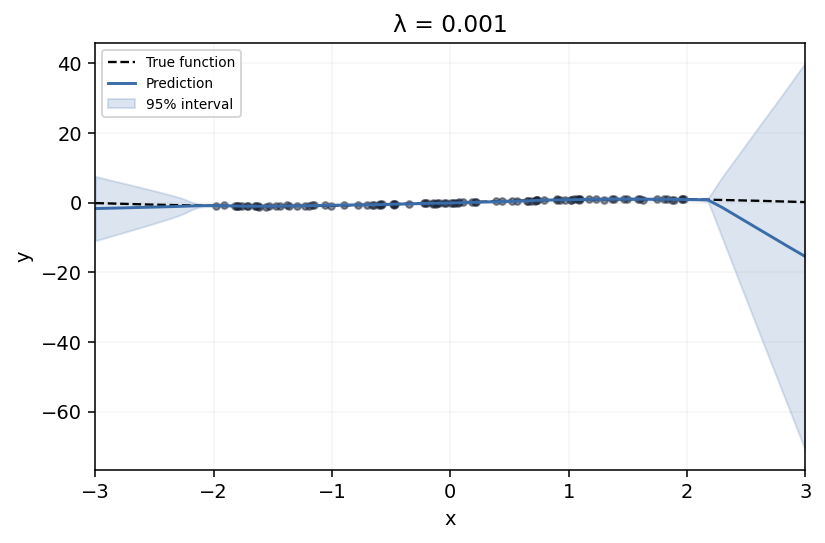 λ = 0.001
True function
Prediction
95% interval
40
20
0
−20
−40
−60
y
−3
−2
−1
0
1
2
3
x